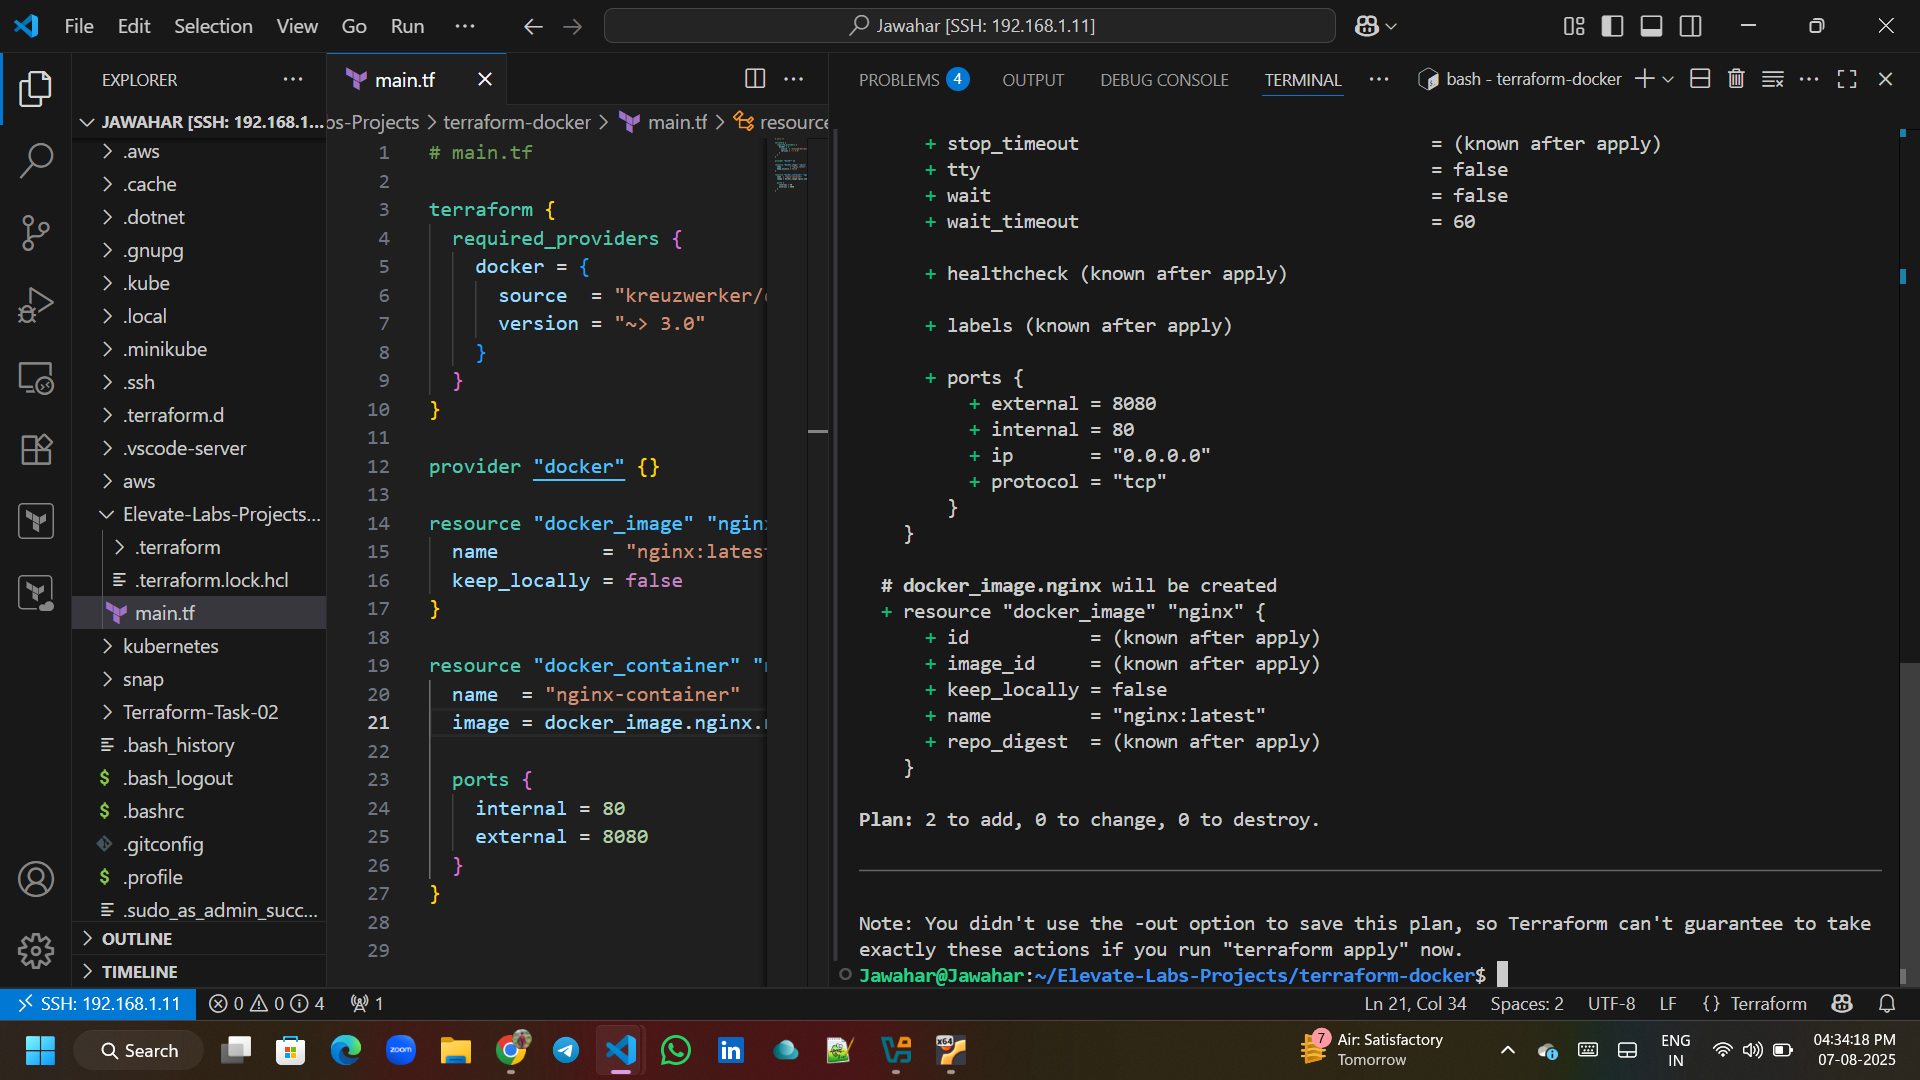 File Edit Selection View Go Run ···
Jawahar [SSH: 192.168.1.11]
EXPLORER
JAWAHAR [SSH: 192.168.1...
.aws
.cache
.dotnet
.gnupg
.kube
.local
.minikube
.ssh
.terraform.d
.vscode-server
aws
Elevate-Labs-Projects...
.terraform
.terraform.lock.hcl
main.tf
kubernetes
snap
Terraform-Task-02
.bash_history
.bash_logout
.bashrc
.gitconfig
.profile
.sudo_as_admin_succ...
OUTLINE
TIMELINE
main.tf
bs-Projects > terraform-docker > main.tf > resource
1 # main.tf
2
3 terraform {
4 required_providers {
5 docker = {
6 source = "kreuzwerker/
7 version = "~> 3.0"
8 }
9 }
10 }
11
12 provider "docker" {}
13
14 resource "docker_image" "nginx
15 name = "nginx:latest
16 keep_locally = false
17 }
18
19 resource "docker_container" "
20 name = "nginx-container"
21 image = docker_image.nginx.
22
23 ports {
24 internal = 80
25 external = 8080
26 }
27 }
28
29
PROBLEMS 4 OUTPUT DEBUG CONSOLE TERMINAL ··· bash - terraform-docker
+ stop_timeout = (known after apply)
+ tty = false
+ wait = false
+ wait_timeout = 60
+ healthcheck (known after apply)
+ labels (known after apply)
+ ports {
+ external = 8080
+ internal = 80
+ ip = "0.0.0.0"
+ protocol = "tcp"
}
}
# docker_image.nginx will be created
+ resource "docker_image" "nginx" {
+ id = (known after apply)
+ image_id = (known after apply)
+ keep_locally = false
+ name = "nginx:latest"
+ repo_digest = (known after apply)
}
Plan: 2 to add, 0 to change, 0 to destroy.
Note: You didn't use the -out option to save this plan, so Terraform can't guarantee to take
exactly these actions if you run "terraform apply" now.
Jawahar@Jawahar:~/Elevate-Labs-Projects/terraform-docker$
SSH: 192.168.1.11 0 0 4 1 Ln 21, Col 34 Spaces: 2 UTF-8 LF {} Terraform
Search
zoom
in
X64
7
Air: Satisfactory
Tomorrow
ENG
IN
04:34:18 PM
07-08-2025